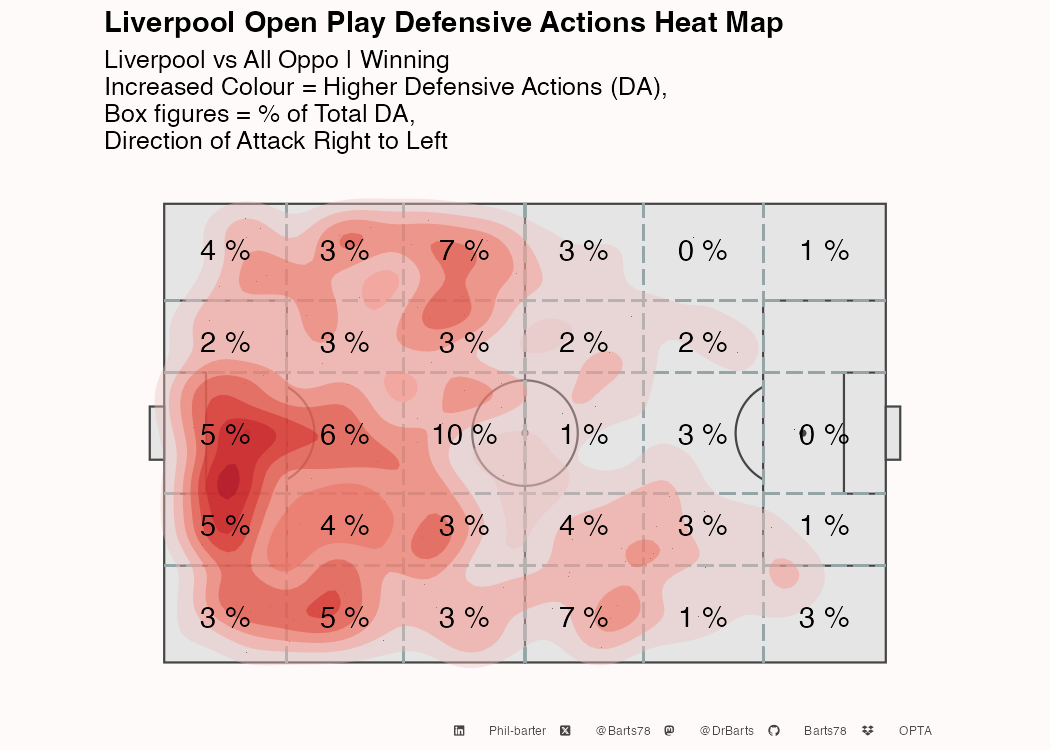 Liverpool Open Play Defensive Actions Heat Map
Liverpool vs All Oppo | Winning
Increased Colour = Higher Defensive Actions (DA),
Box figures = % of Total DA,
Direction of Attack Right to Left
4 % 3 % 7 % 3 % 0 % 1 %
2 % 3 % 3 % 2 % 2 %
5 % 6 % 10 % 1 % 3 % 0 %
5 % 4 % 3 % 4 % 3 % 1 %
3 % 5 % 3 % 7 % 1 % 3 %
Phil-barter @Barts78 @DrBarts Barts78 OPTA